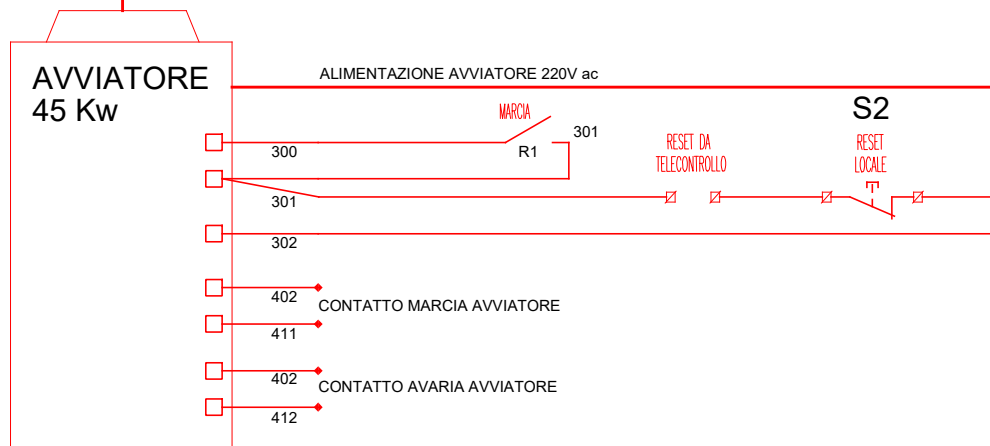 AVVIATORE
45 Kw
ALIMENTAZIONE AVVIATORE 220V ac
MARCIA
S2
300
R1
301
RESET DA
TELECONTROLLO
RESET
LOCALE
301
302
402
CONTATTO MARCIA AVVIATORE
411
402
CONTATTO AVARIA AVVIATORE
412